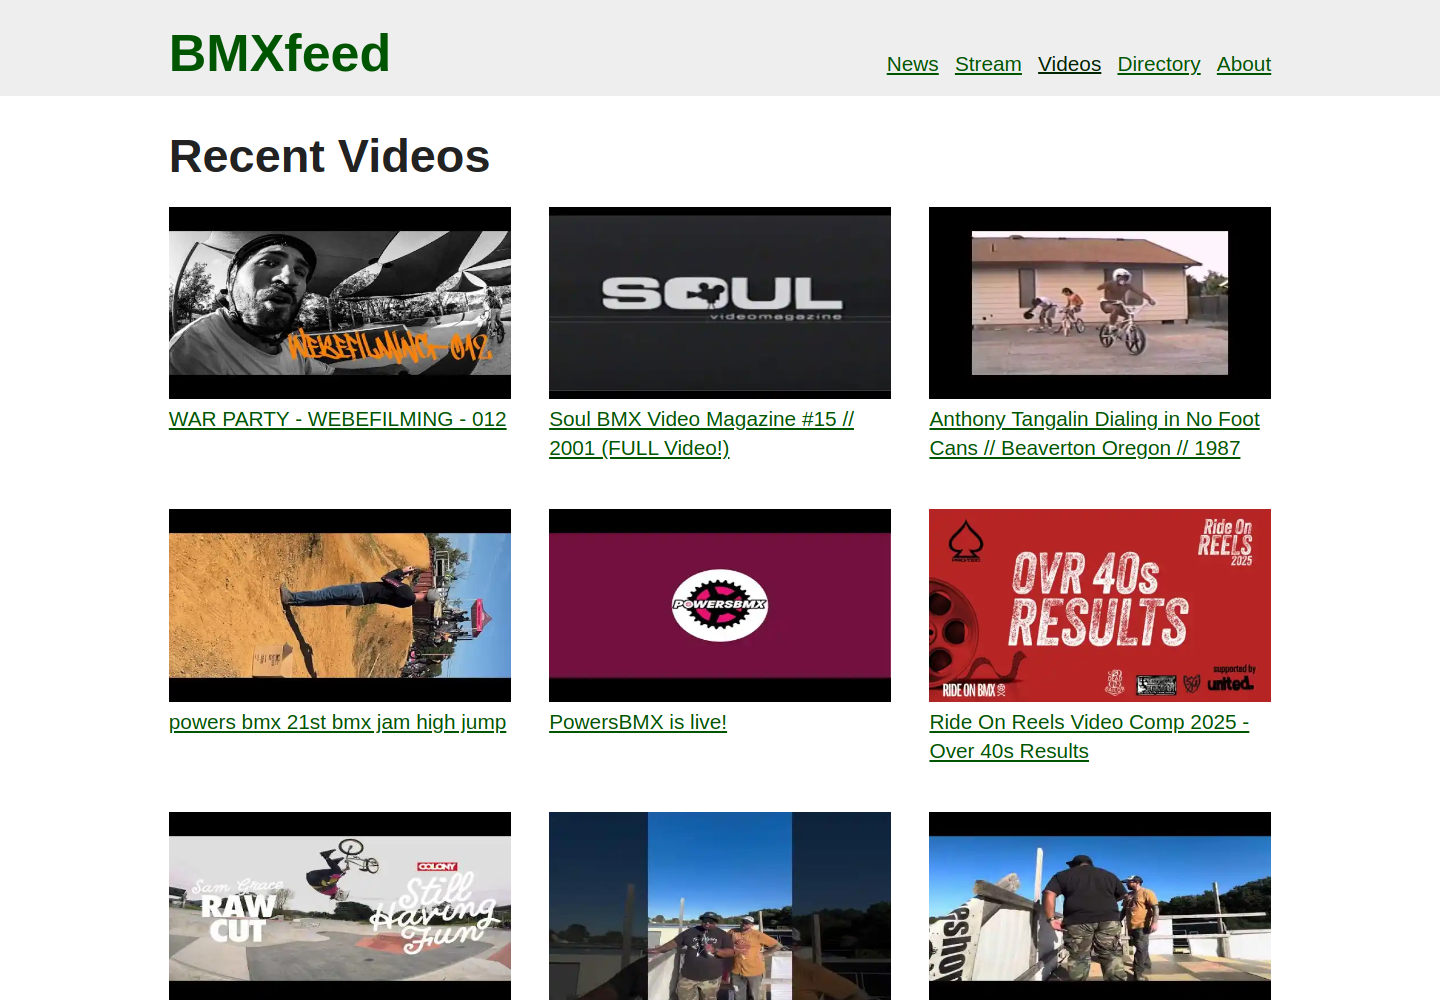 BMXfeed
News Stream Videos Directory About
Recent Videos
WEBEFILMING-012
SOUL
videomagazine
WAR PARTY - WEBEFILMING - 012
Soul BMX Video Magazine #15 //
2001 (FULL Video!)
Anthony Tangalin Dialing in No Foot
Cans // Beaverton Oregon // 1987
POWERSBMX
Ride On
REELS
2025
OVR 40s
RESULTS
supported by
united.
RIDE ON BMX
powers bmx 21st bmx jam high jump
PowersBMX is live!
Ride On Reels Video Comp 2025 -
Over 40s Results
Sam Grace
RAW
CUT
COLONY
Still
Having
Fun